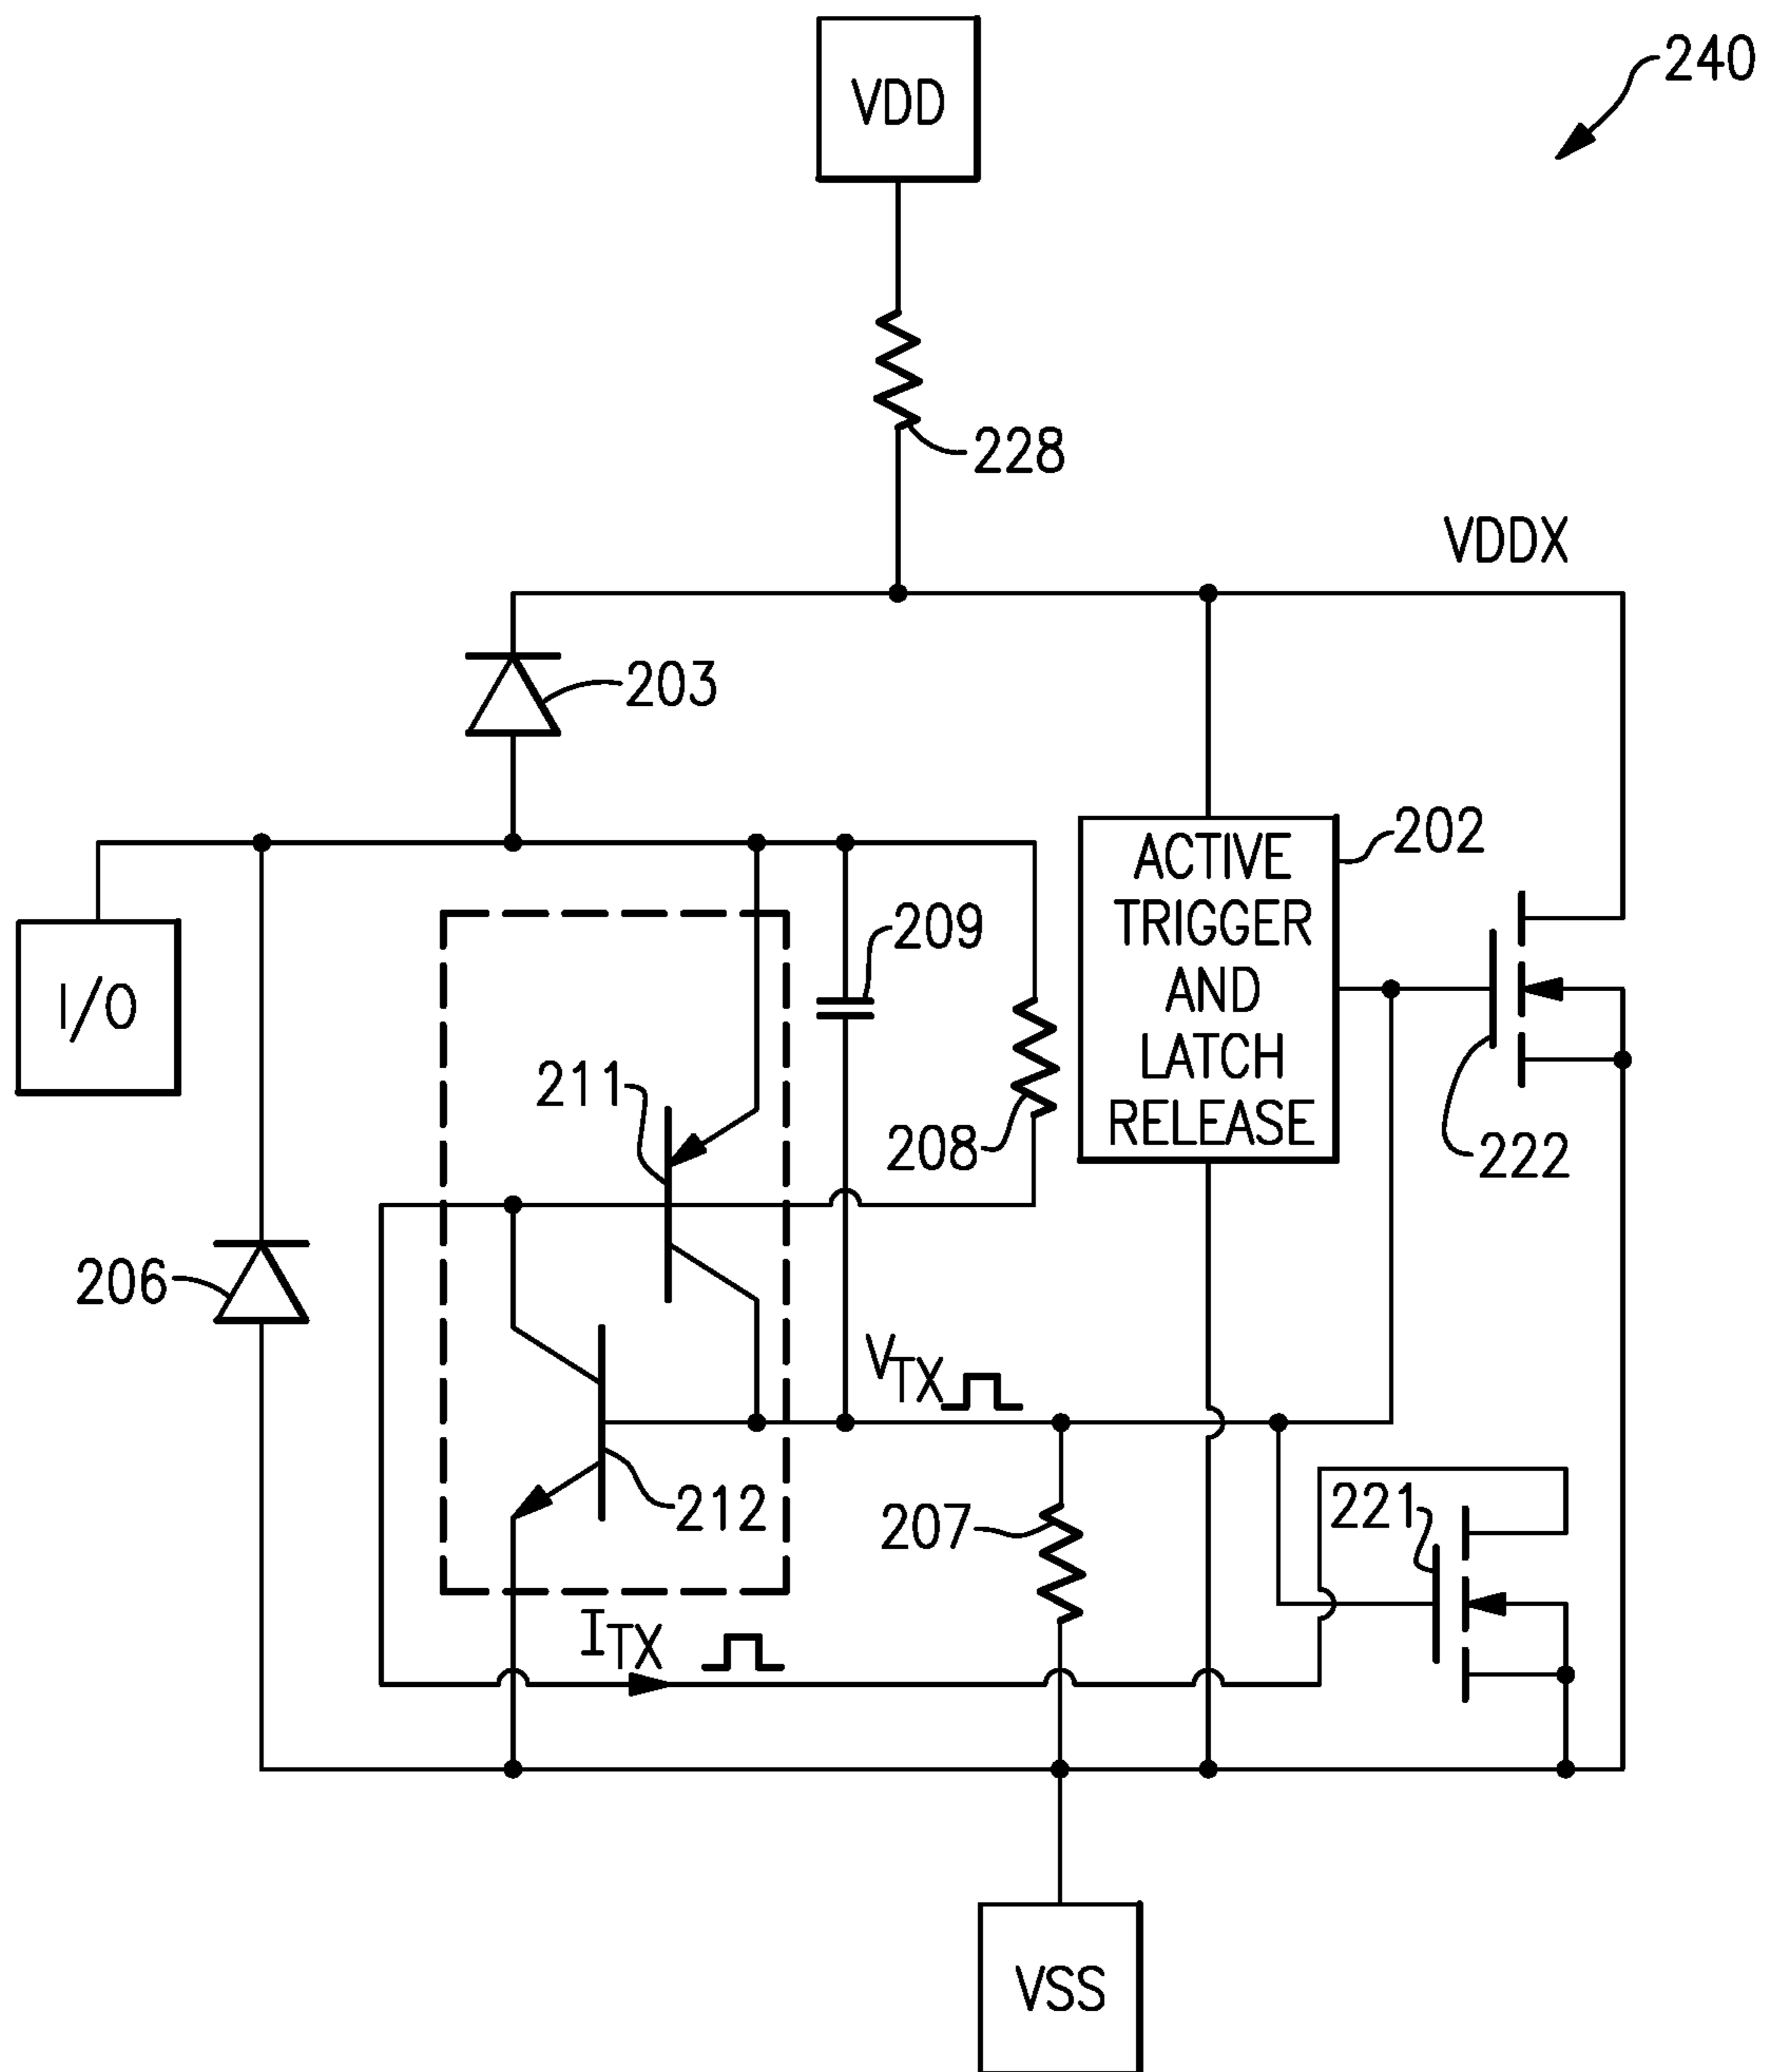 VDD
240
228
VDDX
203
202
ACTIVE
TRIGGER
AND
LATCH
RELEASE
209
I/O
211
208
222
206
VTX
212
207
221
ITX
VSS